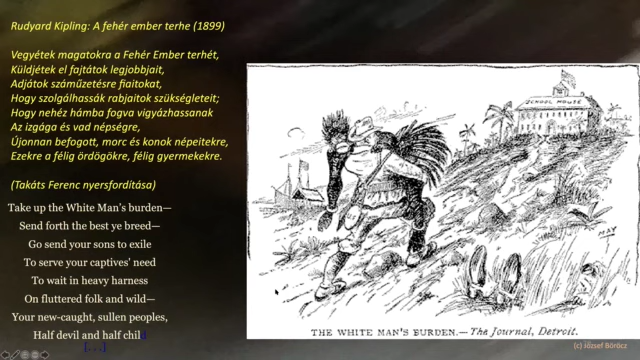 Rudyard Kipling: A fehér ember terhe (1899)
Vegyétek magatokra a Fehér Ember terhét,
Küldjétek el fajtátok legjobbjait,
Adjátok száműzetésre fiaitokat,
Hogy szolgálhassák rabjaitok szükségleteit;
Hogy nehéz hámba fogva vigyázhassanak
Az izgága és vad népségre,
Újonnan befogott, morc és konok népeitekre,
Ezekre a félig ördögökre, félig gyermekekre.
(Takáts Ferenc nyersfordítása)
Take up the White Man's burden—
Send forth the best ye breed—
Go send your sons to exile
To serve your captives' need
To wait in heavy harness
On fluttered folk and wild—
Your new-caught, sullen peoples,
Half devil and half child
[. . .]
SCHOOL HOUSE
MAY
THE WHITE MAN'S BURDEN.—The Journal, Detroit.
(c) József Böröcz